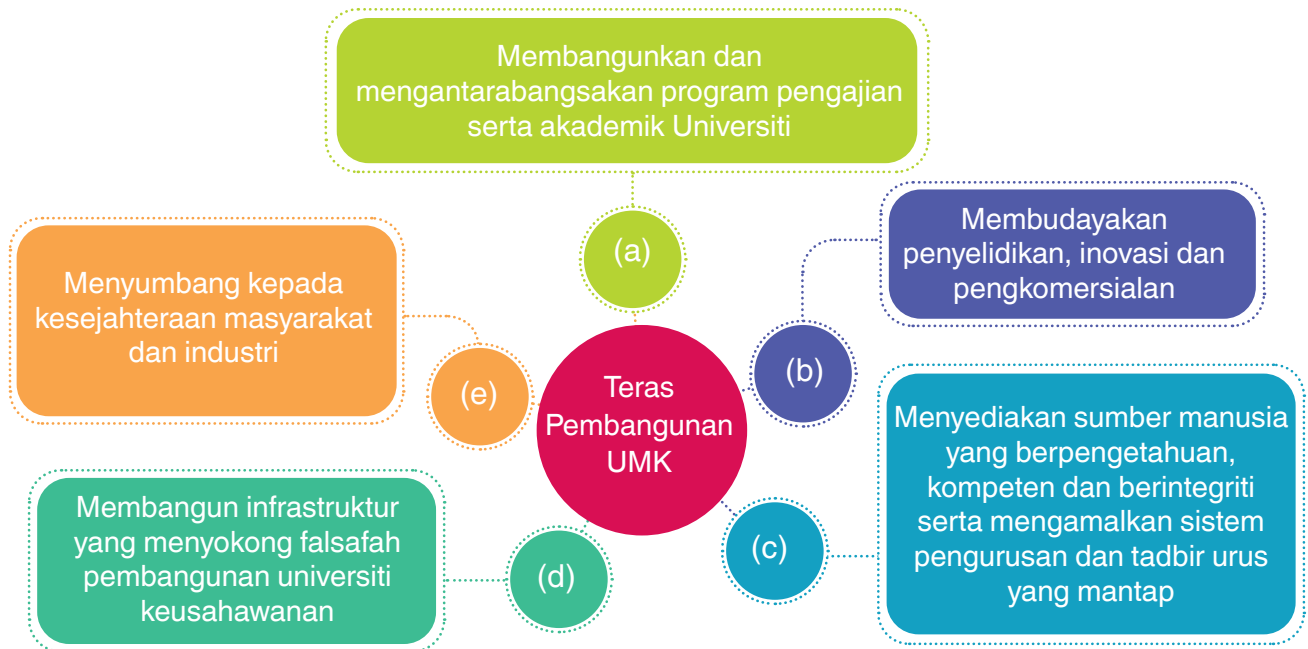 Membangunkan dan
mengantarabangsakan program pengajian
serta akademik Universiti
(a)
Membudayakan
penyelidikan, inovasi dan
pengkomersialan
(b)
Menyediakan sumber manusia
yang berpengetahuan,
kompeten dan berintegriti
serta mengamalkan sistem
pengurusan dan tadbir urus
yang mantap
(c)
Membangun infrastruktur
yang menyokong falsafah
pembangunan universiti
keusahawanan
(d)
Menyumbang kepada
kesejahteraan masyarakat
dan industri
(e)
Teras
Pembangunan
UMK